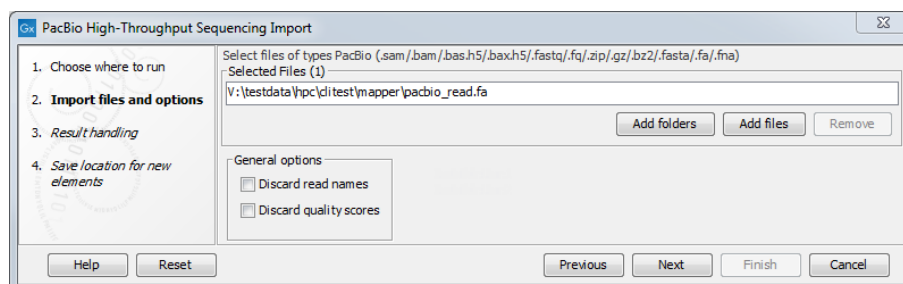 Gx PacBio High-Throughput Sequencing Import
1. Choose where to run
2. Import files and options
3. Result handling
4. Save location for new
elements
Select files of types PacBio (.sam/.bam/.bas.h5/.bax.h5/.fastq/.fq/.zip/.gz/.bz2/.fasta/.fa/.fna)
Selected Files (1)
V:\testdata\hpc\clitest\mapper\pacbio_read.fa
Add folders Add files Remove
General options
Discard read names
Discard quality scores
Help Reset Previous Next Finish Cancel